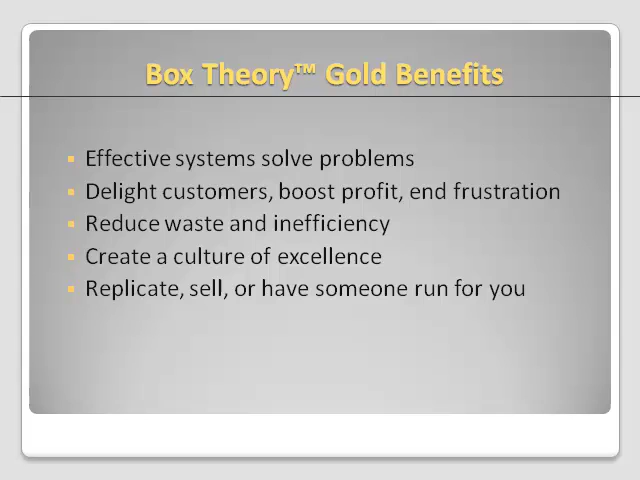 Box Theory™ Gold Benefits
Effective systems solve problems
Delight customers, boost profit, end frustration
Reduce waste and inefficiency
Create a culture of excellence
Replicate, sell, or have someone run for you